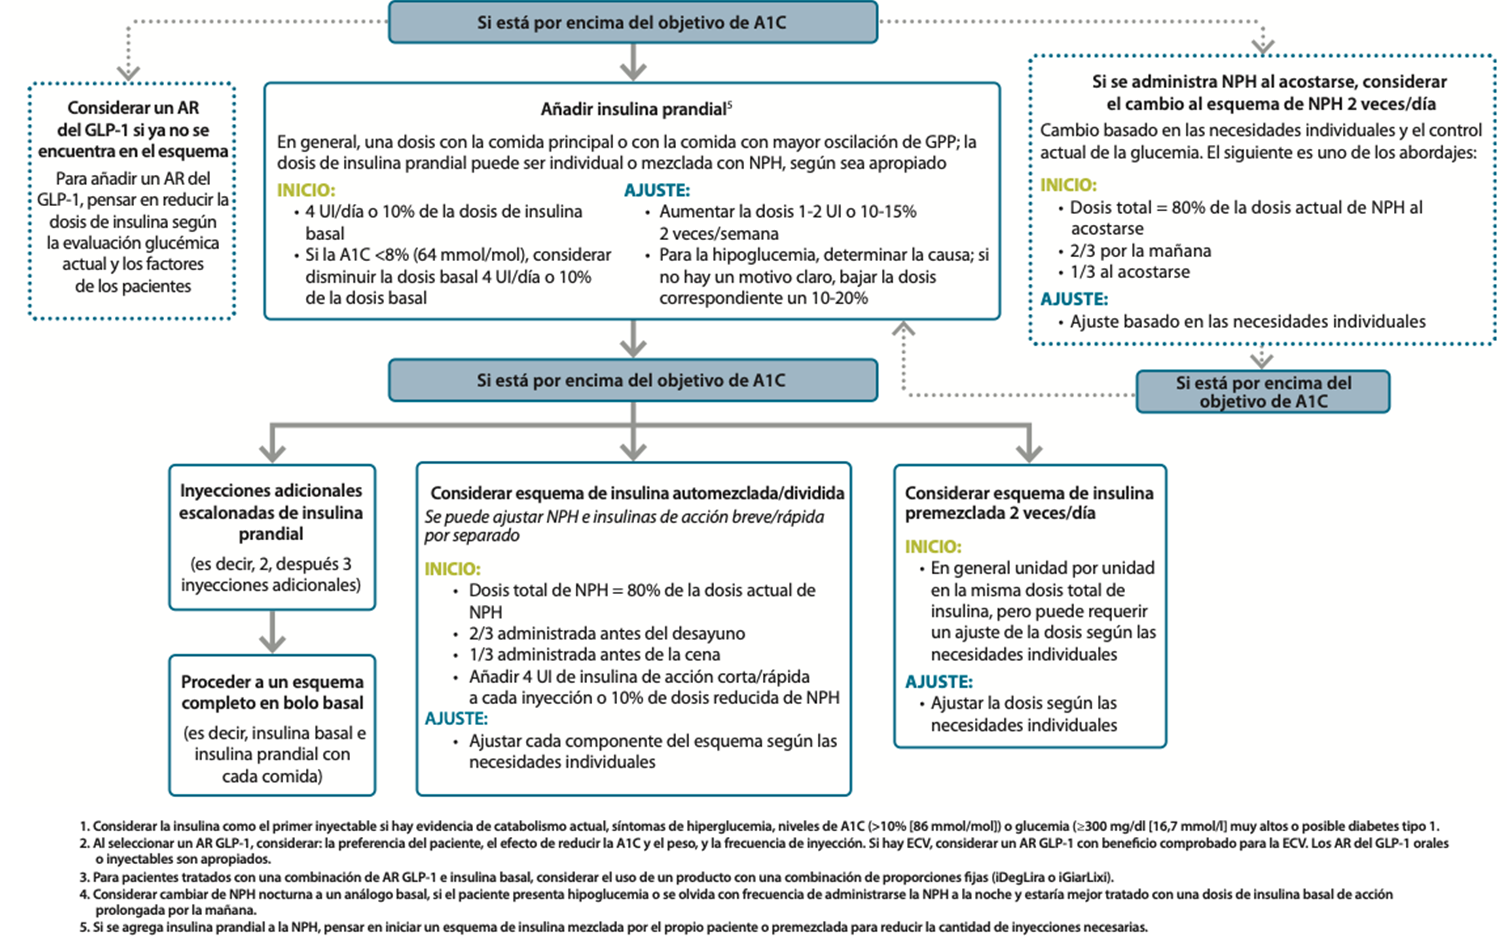 Si está por encima del objetivo de A1C
Considerar un AR
del GLP-1 si ya no se
encuentra en el esquema
Para añadir un AR del
GLP-1, pensar en reducir la
dosis de insulina según
la evaluación glucémica
actual y los factores
de los pacientes
Añadir insulina prandial⁵
En general, una dosis con la comida principal o con la comida con mayor oscilación de GPP; la
dosis de insulina prandial puede ser individual o mezclada con NPH, según sea apropiado
INICIO:
• 4 UI/día o 10% de la dosis de insulina
basal
• Si la A1C <8% (64 mmol/mol), considerar
disminuir la dosis basal 4 UI/día o 10%
de la dosis basal
AJUSTE:
• Aumentar la dosis 1-2 UI o 10-15%
2 veces/semana
• Para la hipoglucemia, determinar la causa; si
no hay un motivo claro, bajar la dosis
correspondiente un 10-20%
Si se administra NPH al acostarse, considerar
el cambio al esquema de NPH 2 veces/día
Cambio basado en las necesidades individuales y el control
actual de la glucemia. El siguiente es uno de los abordajes:
INICIO:
• Dosis total = 80% de la dosis actual de NPH al
acostarse
• 2/3 por la mañana
• 1/3 al acostarse
AJUSTE:
• Ajuste basado en las necesidades individuales
Si está por encima del objetivo de A1C
Si está por encima del
objetivo de A1C
Inyecciones adicionales
escalonadas de insulina
prandial
(es decir, 2, después 3
inyecciones adicionales)
Proceder a un esquema
completo en bolo basal
(es decir, insulina basal e
insulina prandial con
cada comida)
Considerar esquema de insulina automezclada/dividida
Se puede ajustar NPH e insulinas de acción breve/rápida
por separado
INICIO:
• Dosis total de NPH = 80% de la dosis actual de
NPH
• 2/3 administrada antes del desayuno
• 1/3 administrada antes de la cena
• Añadir 4 UI de insulina de acción corta/rápida
a cada inyección o 10% de dosis reducida de NPH
AJUSTE:
• Ajustar cada componente del esquema según las
necesidades individuales
Considerar esquema de insulina
premezclada 2 veces/día
INICIO:
• En general unidad por unidad
en la misma dosis total de
insulina, pero puede requerir
un ajuste de la dosis según las
necesidades individuales
AJUSTE:
• Ajustar la dosis según las
necesidades individuales
1. Considerar la insulina como el primer inyectable si hay evidencia de catabolismo actual, síntomas de hiperglucemia, niveles de A1C (>10% [86 mmol/mol]) o glucemia (≥300 mg/dl [16,7 mmol/l] muy altos o posible diabetes tipo 1.
2. Al seleccionar un AR GLP-1, considerar: la preferencia del paciente, el efecto de reducir la A1C y el peso, y la frecuencia de inyección. Si hay ECV, considerar un AR GLP-1 con beneficio comprobado para la ECV. Los AR del GLP-1 orales
o inyectables son apropiados.
3. Para pacientes tratados con una combinación de AR GLP-1 e insulina basal, considerar el uso de un producto con una combinación de proporciones fijas (iDegLira o iGiarLixi).
4. Considerar cambiar de NPH nocturna a un análogo basal, si el paciente presenta hipoglucemia o se olvida con frecuencia de administrarse la NPH a la noche y estaría mejor tratado con una dosis de insulina basal de acción
prolongada por la mañana.
5. Si se agrega insulina prandial a la NPH, pensar en iniciar un esquema de insulina mezclada por el propio paciente o premezclada para reducir la cantidad de inyecciones necesarias.